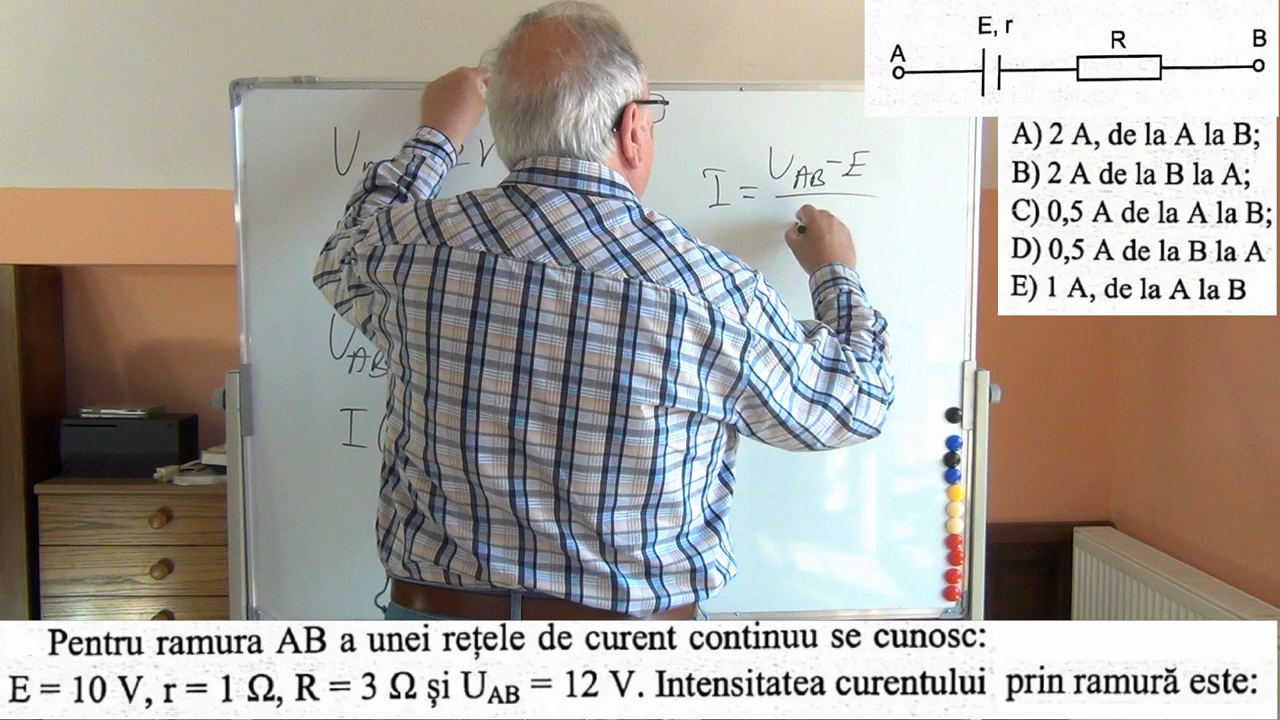 E, r
A
R
B
A) 2 A, de la A la B;
B) 2 A de la B la A;
C) 0,5 A de la A la B;
D) 0,5 A de la B la A
E) 1 A, de la A la B
I = U_AB - E
U_AB
I
Pentru ramura AB a unei rețele de curent continuu se cunosc:
E = 10 V, r = 1 Ω, R = 3 Ω și U_AB = 12 V. Intensitatea curentului prin ramură este: